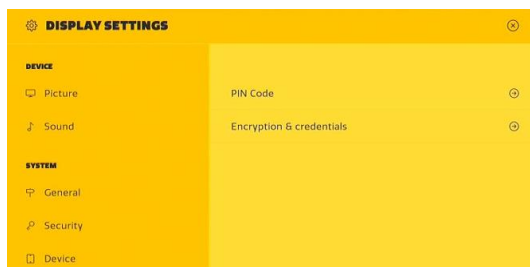 DISPLAY SETTINGS
DEVICE
Picture
Sound
SYSTEM
General
Security
Device
PIN Code
Encryption & credentials